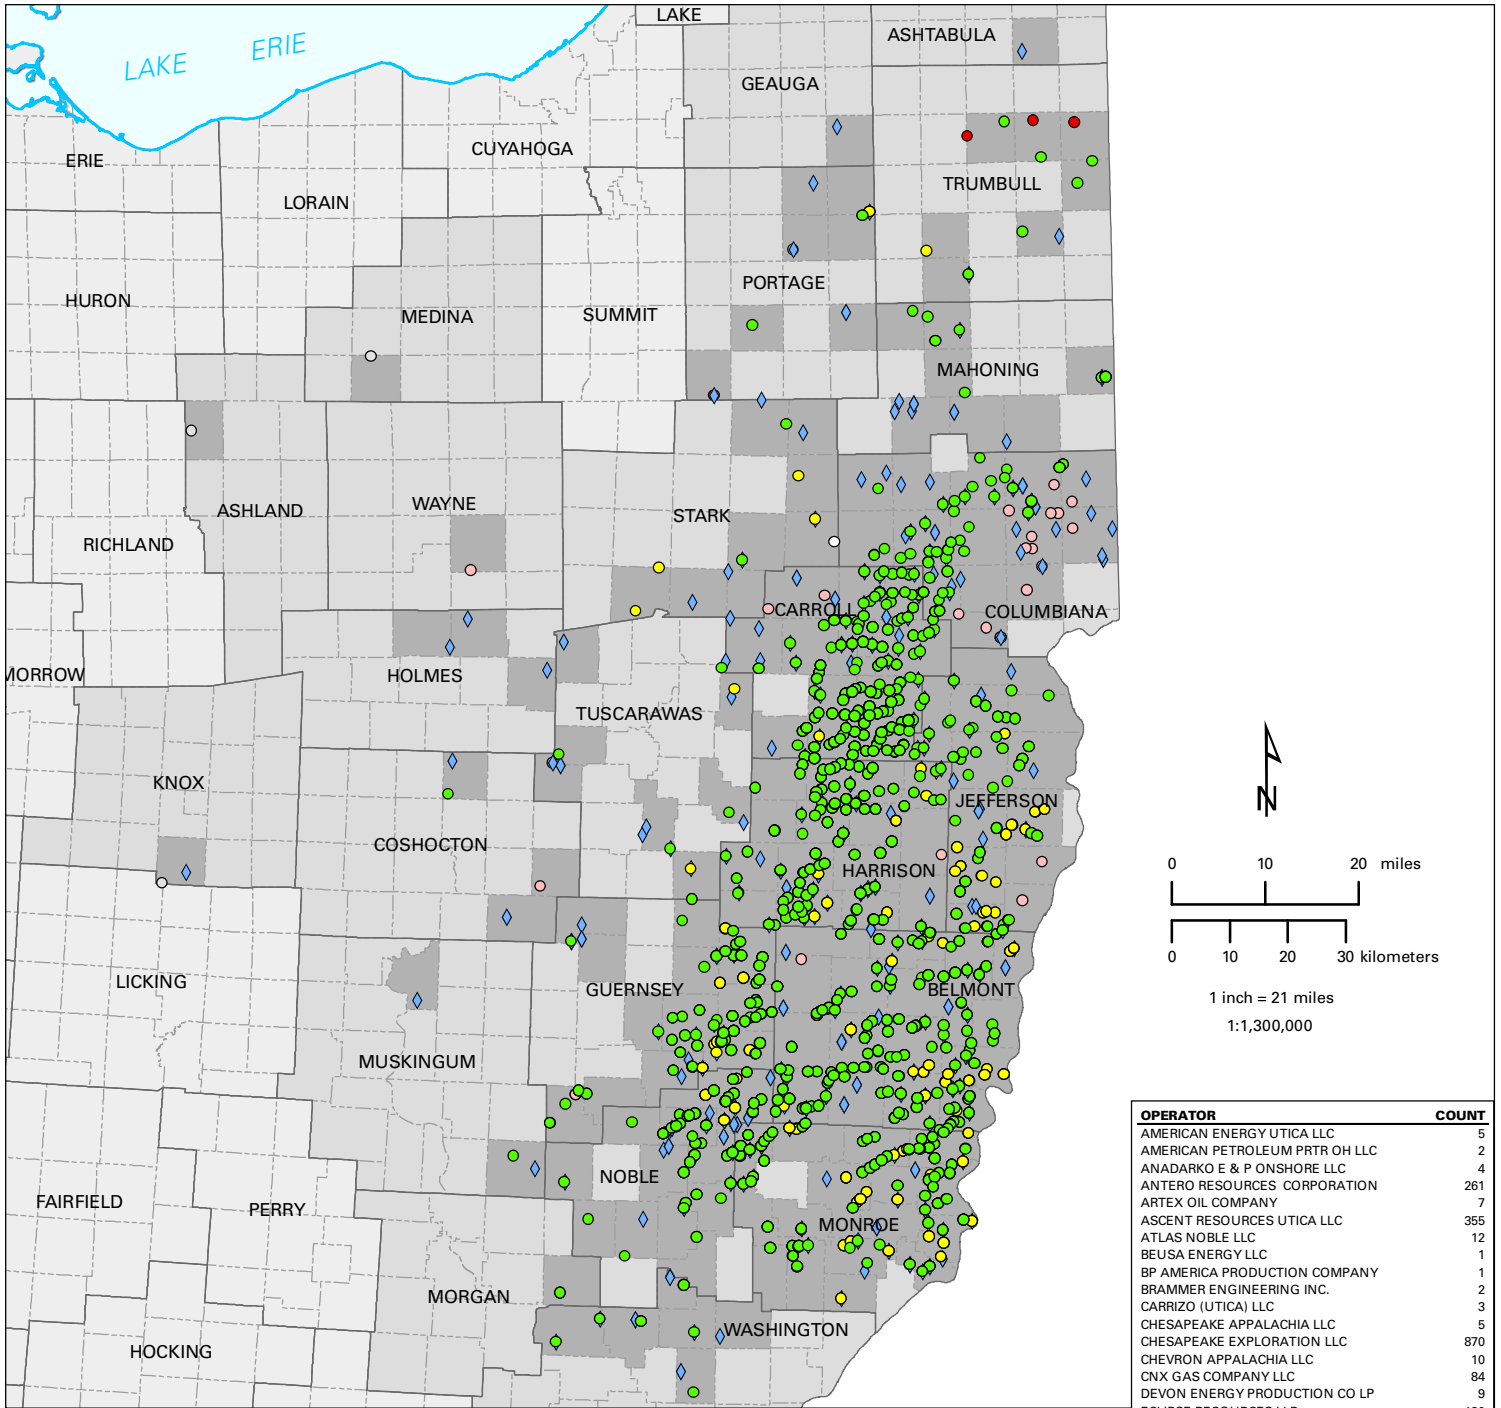 LAKE
ASHTABULA
LAKE ERIE
GEAUGA
CUYAHOGA
ERIE
TRUMBULL
LORAIN
PORTAGE
HURON
MEDINA
SUMMIT
MAHONING
WAYNE
ASHLAND
STARK
RICHLAND
CARROLL
COLUMBIANA
MORROW
HOLMES
TUSCARAWAS
KNOX
JEFFERSON
COSHOCTON
HARRISON
LICKING
GUERNSEY
BELMONT
MUSKINGUM
NOBLE
FAIRFIELD
PERRY
MONROE
MORGAN
WASHINGTON
HOCKING
N
0 10 20 miles
0 10 20 30 kilometers
1 inch = 21 miles
1:1,300,000
OPERATOR COUNT
AMERICAN ENERGY UTICA LLC 5
AMERICAN PETROLEUM PRTR OH LLC 2
ANADARKO E & P ONSHORE LLC 4
ANTERO RESOURCES CORPORATION 261
ARTEX OIL COMPANY 7
ASCENT RESOURCES UTICA LLC 355
ATLAS NOBLE LLC 12
BEUSA ENERGY LLC 1
BP AMERICA PRODUCTION COMPANY 1
BRAMMER ENGINEERING INC. 2
CARRIZO (UTICA) LLC 3
CHESAPEAKE APPALACHIA LLC 5
CHESAPEAKE EXPLORATION LLC 870
CHEVRON APPALACHIA LLC 10
CNX GAS COMPANY LLC 84
DEVON ENERGY PRODUCTION CO LP 9